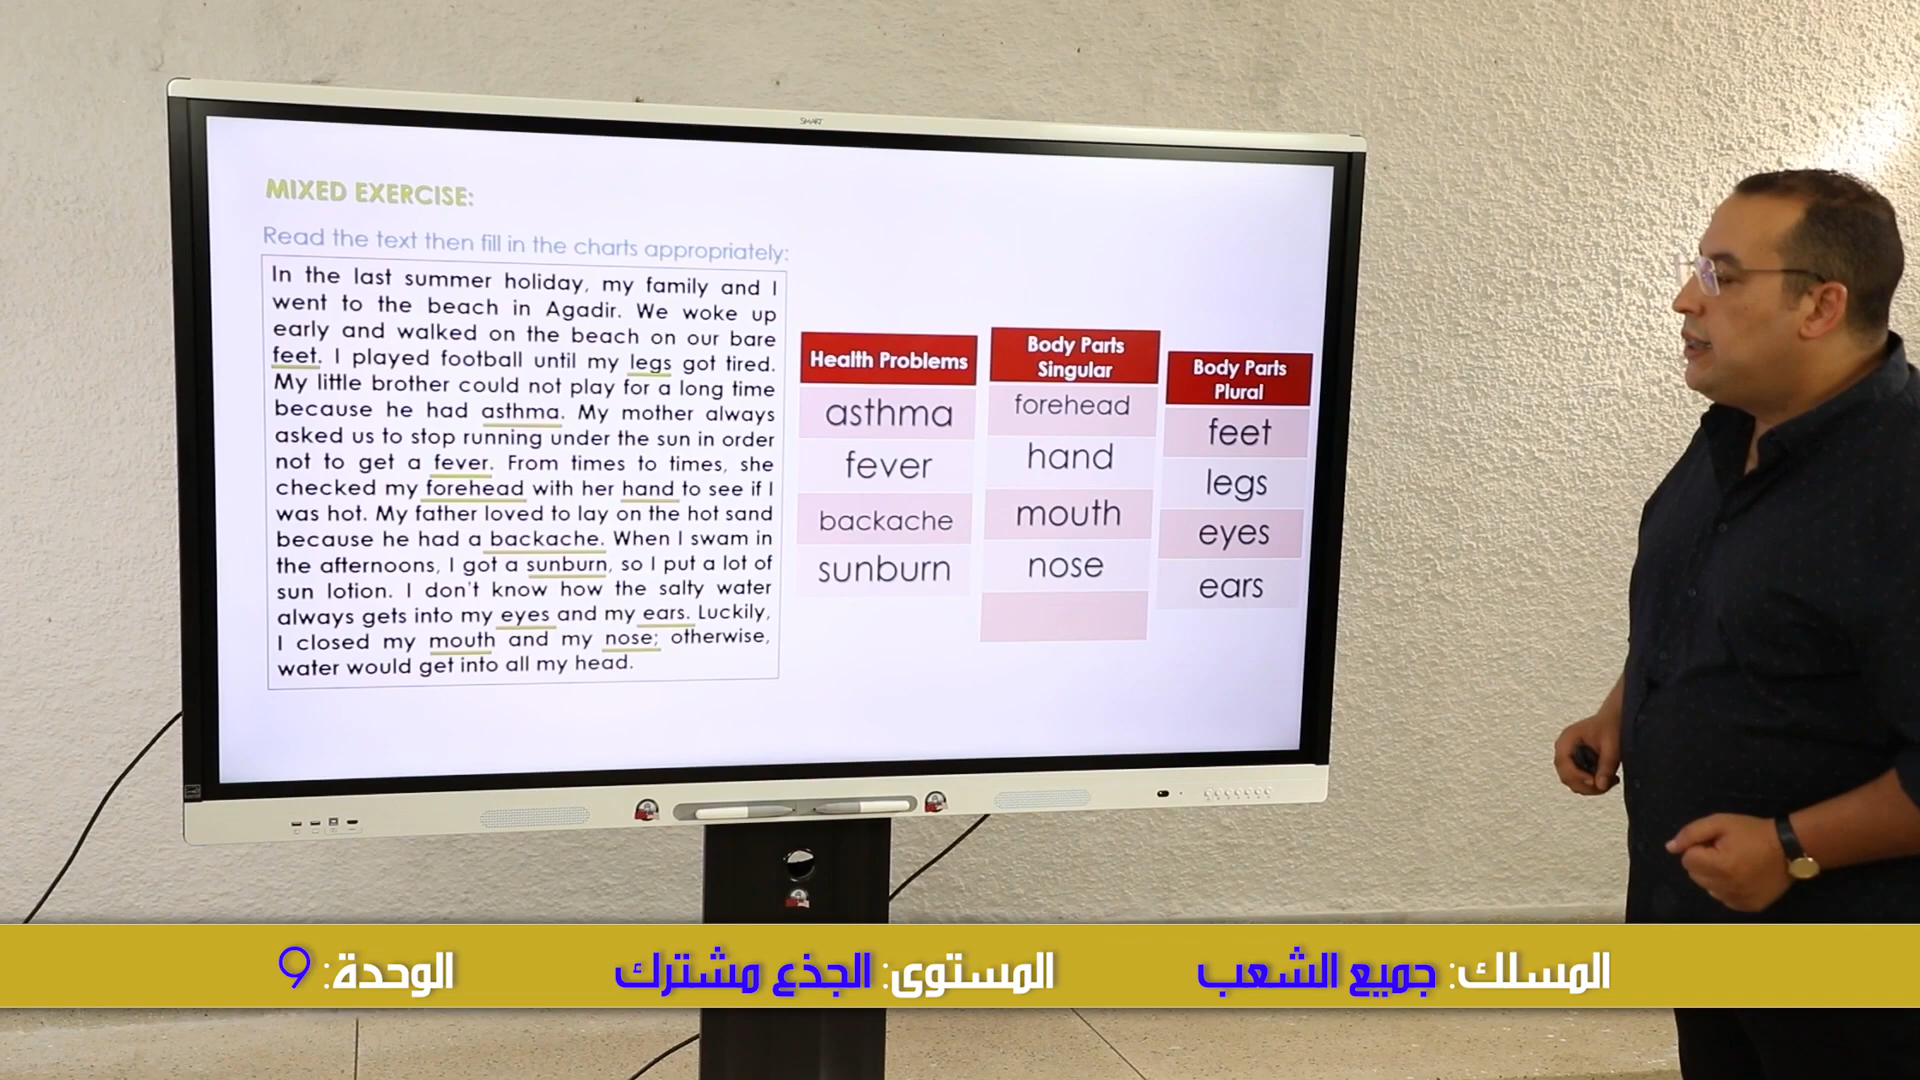 SMART
MIXED EXERCISE:
Read the text then fill in the charts appropriately:
In the last summer holiday, my family and I
went to the beach in Agadir. We woke up
early and walked on the beach on our bare
feet. I played football until my legs got tired.
My little brother could not play for a long time
because he had asthma. My mother always
asked us to stop running under the sun in order
not to get a fever. From times to times, she
checked my forehead with her hand to see if I
was hot. My father loved to lay on the hot sand
because he had a backache. When I swam in
the afternoons, I got a sunburn, so I put a lot of
sun lotion. I don't know how the salty water
always gets into my eyes and my ears. Luckily,
I closed my mouth and my nose; otherwise,
water would get into all my head.
Health Problems
asthma
fever
backache
sunburn
Body Parts
Singular
forehead
hand
mouth
nose
Body Parts
Plural
feet
legs
eyes
ears
المسلك: جميع الشعب
المستوى: الجذع مشترك
الوحدة: 9